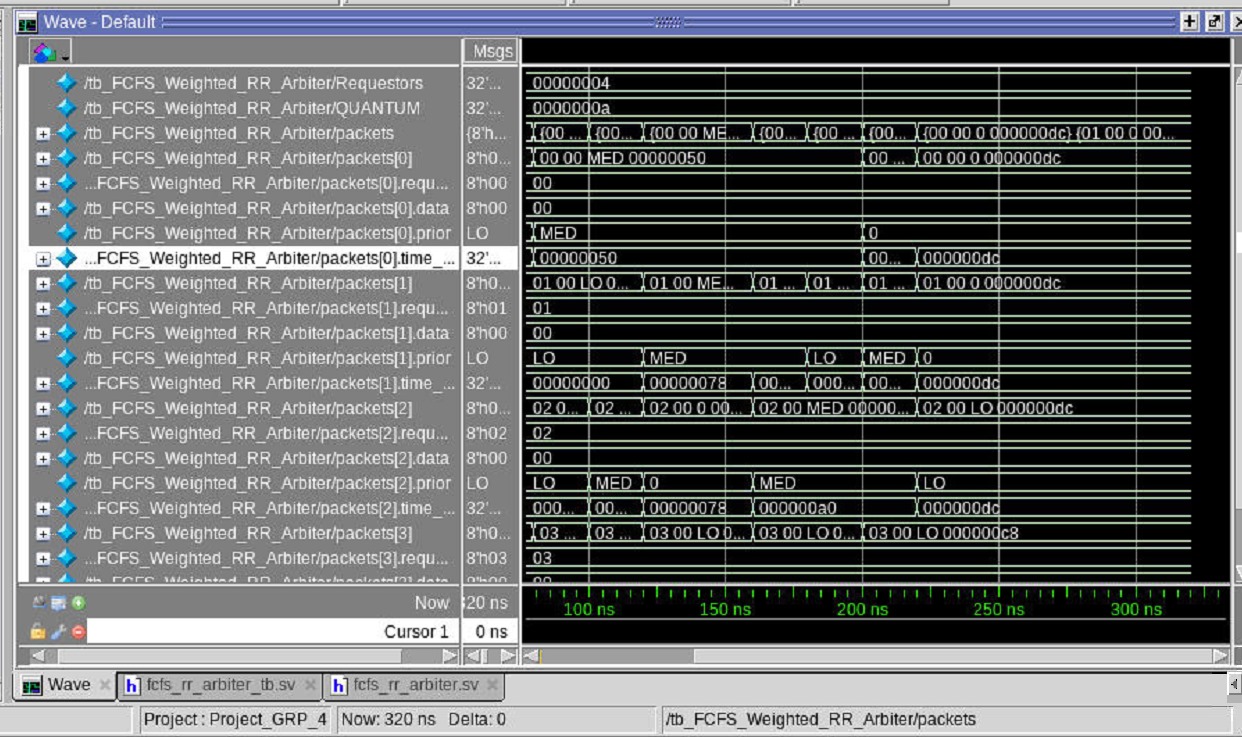 Wave - Default
Msgs
/tb_FCFS_Weighted_RR_Arbiter/Requestors 32'... 00000004
/tb_FCFS_Weighted_RR_Arbiter/QUANTUM 32'... 0000000a
/tb_FCFS_Weighted_RR_Arbiter/packets {8'h... {00 ... {00... {00 00 ME... {00... {00 ... {00... {00 00 0 000000dc} {01 00 0 00...
/tb_FCFS_Weighted_RR_Arbiter/packets[0] 8'h0... 00 00 MED 00000050 00 ... 00 00 0 000000dc
...FCFS_Weighted_RR_Arbiter/packets[0].requ... 8'h00 00
/tb_FCFS_Weighted_RR_Arbiter/packets[0].data 8'h00 00
/tb_FCFS_Weighted_RR_Arbiter/packets[0].prior LO MED 0
...FCFS_Weighted_RR_Arbiter/packets[0].time_... 32'... 00000050 00... 000000dc
/tb_FCFS_Weighted_RR_Arbiter/packets[1] 8'h0... 01 00 LO 0... 01 00 ME... 01 ... 01 ... 01 ... 01 00 0 000000dc
...FCFS_Weighted_RR_Arbiter/packets[1].requ... 8'h01 01
/tb_FCFS_Weighted_RR_Arbiter/packets[1].data 8'h00 00
/tb_FCFS_Weighted_RR_Arbiter/packets[1].prior LO LO MED LO MED 0
...FCFS_Weighted_RR_Arbiter/packets[1].time_... 32'... 00000000 00000078 00... 000... 00... 000000dc
/tb_FCFS_Weighted_RR_Arbiter/packets[2] 8'h0... 02 0... 02 ... 02 00 0 00... 02 00 MED 00000... 02 00 LO 000000dc
...FCFS_Weighted_RR_Arbiter/packets[2].requ... 8'h02 02
/tb_FCFS_Weighted_RR_Arbiter/packets[2].data 8'h00 00
/tb_FCFS_Weighted_RR_Arbiter/packets[2].prior LO LO MED 0 MED LO
...FCFS_Weighted_RR_Arbiter/packets[2].time_... 32'... 000... 00... 00000078 000000a0 000000dc
/tb_FCFS_Weighted_RR_Arbiter/packets[3] 8'h0... 03 ... 03 ... 03 00 LO 0... 03 00 LO 0... 03 00 LO 000000c8
...FCFS_Weighted_RR_Arbiter/packets[3].requ... 8'h03 03
Now 320 ns 100 ns 150 ns 200 ns 250 ns 300 ns
Cursor 1 0 ns
Wave fcfs_rr_arbiter_tb.sv fcfs_rr_arbiter.sv
Project : Project_GRP_4 Now: 320 ns Delta: 0 /tb_FCFS_Weighted_RR_Arbiter/packets